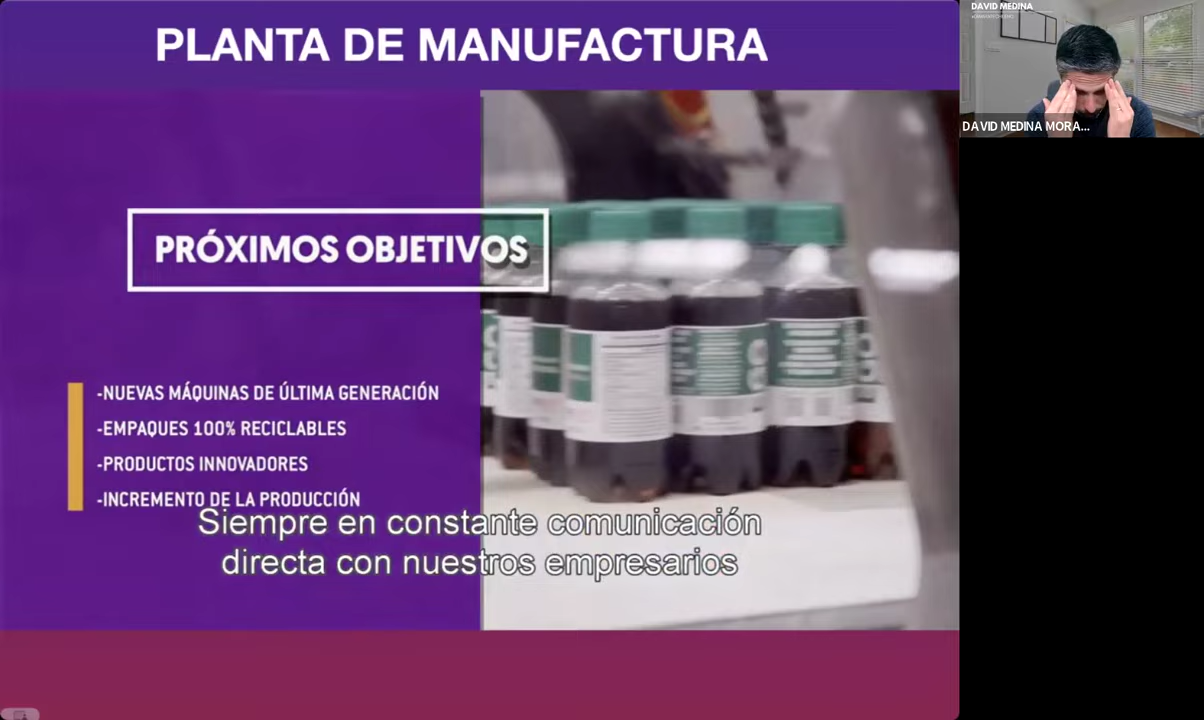 PLANTA DE MANUFACTURA
PRÓXIMOS OBJETIVOS
-NUEVAS MÁQUINAS DE ÚLTIMA GENERACIÓN
-EMPAQUES 100% RECICLABLES
-PRODUCTOS INNOVADORES
-INCREMENTO DE LA PRODUCCIÓN
Siempre en constante comunicación
directa con nuestros empresarios
DAVID MEDINA
DAVID MEDINA MORA...